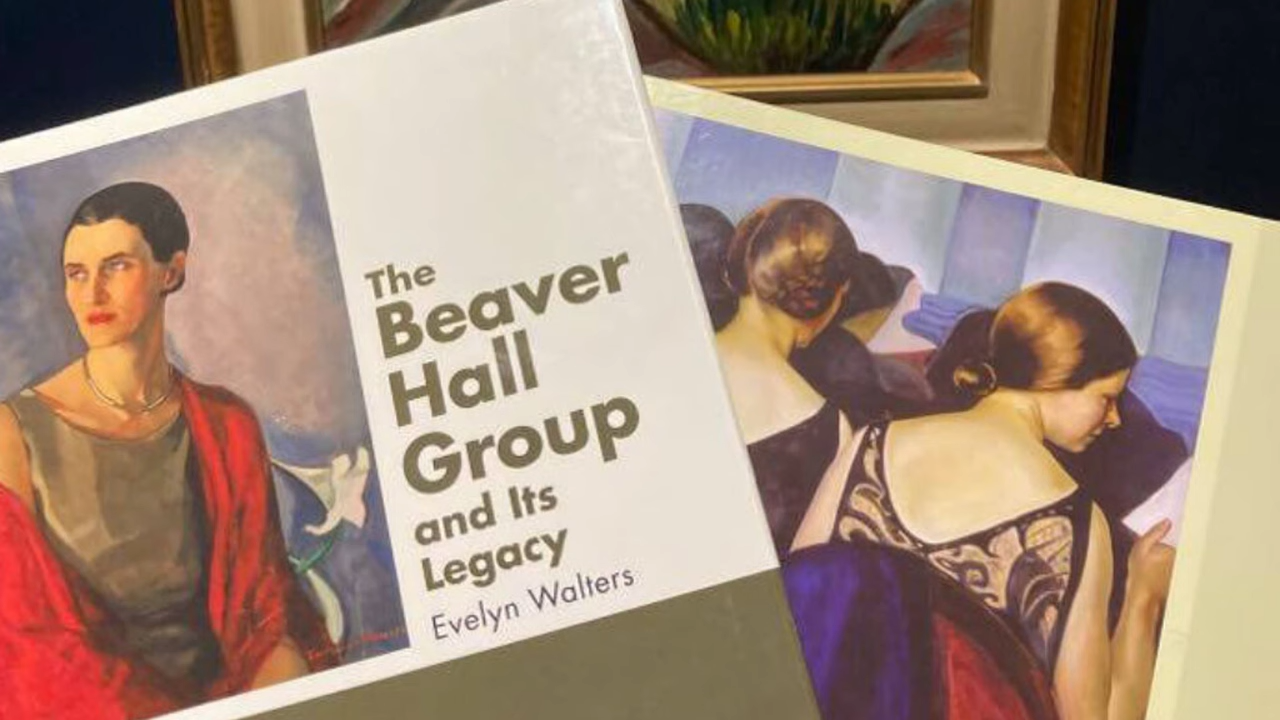 The
Beaver
Hall
Group
and Its
Legacy
Evelyn Walters